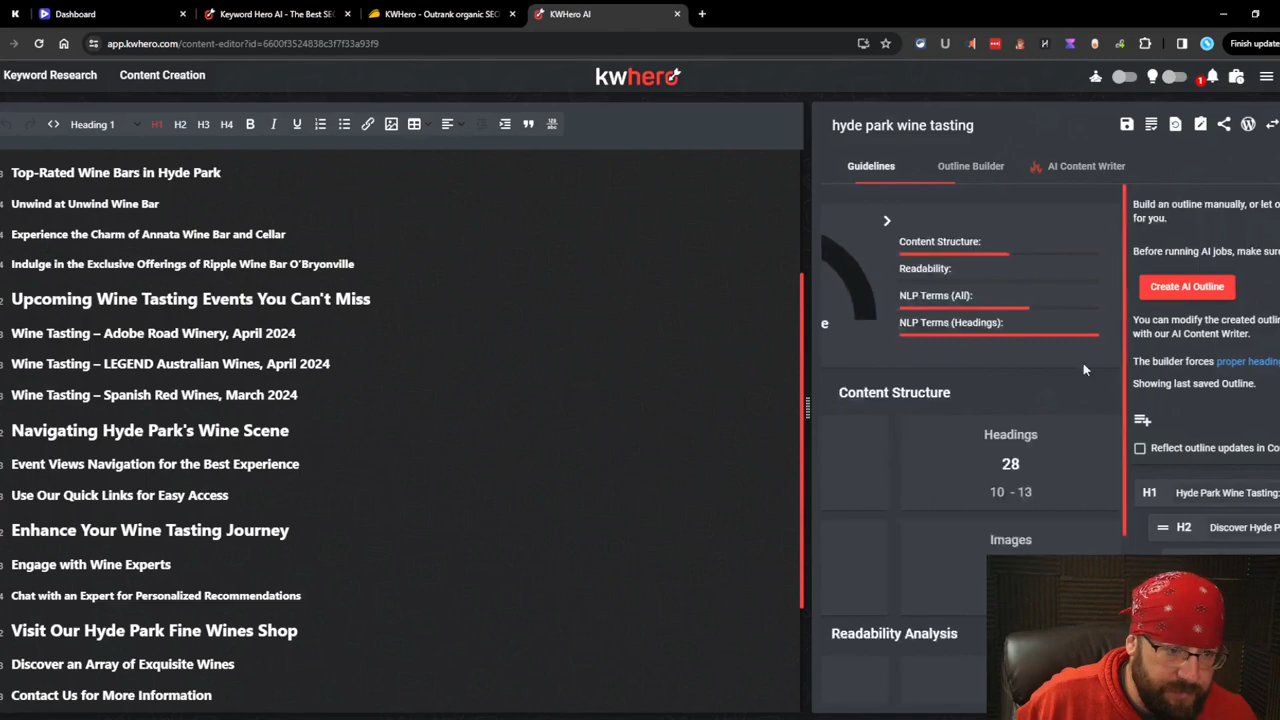 Dashboard
Keyword Hero AI - The Best SEO
KWHero - Outrank organic SEO
KWHero AI
app.kwhero.com/content-editor?id=6600f3524838c3f7f33a93f9
Finish update
Keyword Research
Content Creation
kwhero
1
Heading 1
H1 H2 H3 H4 B I U
hyde park wine tasting
Guidelines
Outline Builder
AI Content Writer
Top-Rated Wine Bars in Hyde Park
Unwind at Unwind Wine Bar
Experience the Charm of Annata Wine Bar and Cellar
Indulge in the Exclusive Offerings of Ripple Wine Bar O’Bryonville
Upcoming Wine Tasting Events You Can't Miss
Wine Tasting – Adobe Road Winery, April 2024
Wine Tasting – LEGEND Australian Wines, April 2024
Wine Tasting – Spanish Red Wines, March 2024
Navigating Hyde Park's Wine Scene
Event Views Navigation for the Best Experience
Use Our Quick Links for Easy Access
Enhance Your Wine Tasting Journey
Engage with Wine Experts
Chat with an Expert for Personalized Recommendations
Visit Our Hyde Park Fine Wines Shop
Discover an Array of Exquisite Wines
Contact Us for More Information
Content Structure:
Readability:
NLP Terms (All):
NLP Terms (Headings):
Content Structure
Headings
28
10 - 13
Images
Readability Analysis
Build an outline manually, or let
for you.
Before running AI jobs, make sure
Create AI Outline
You can modify the created
with our AI Content Writer.
The builder forces proper
Showing last saved Outline.
Reflect outline updates in
H1 Hyde Park Wine Tasting:
H2 Discover Hyde